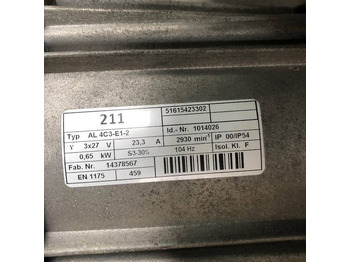 211 51615423302
Typ AL 4C3-E1-2 Id.- Nr. 1014026
Y 3x27 V 23,3 A 2930 min⁻¹ IP 00/IP54
0,65 kW S3-30% 104 Hz Isol. Kl. F
Fab. Nr. 14378567
EN 1175 459